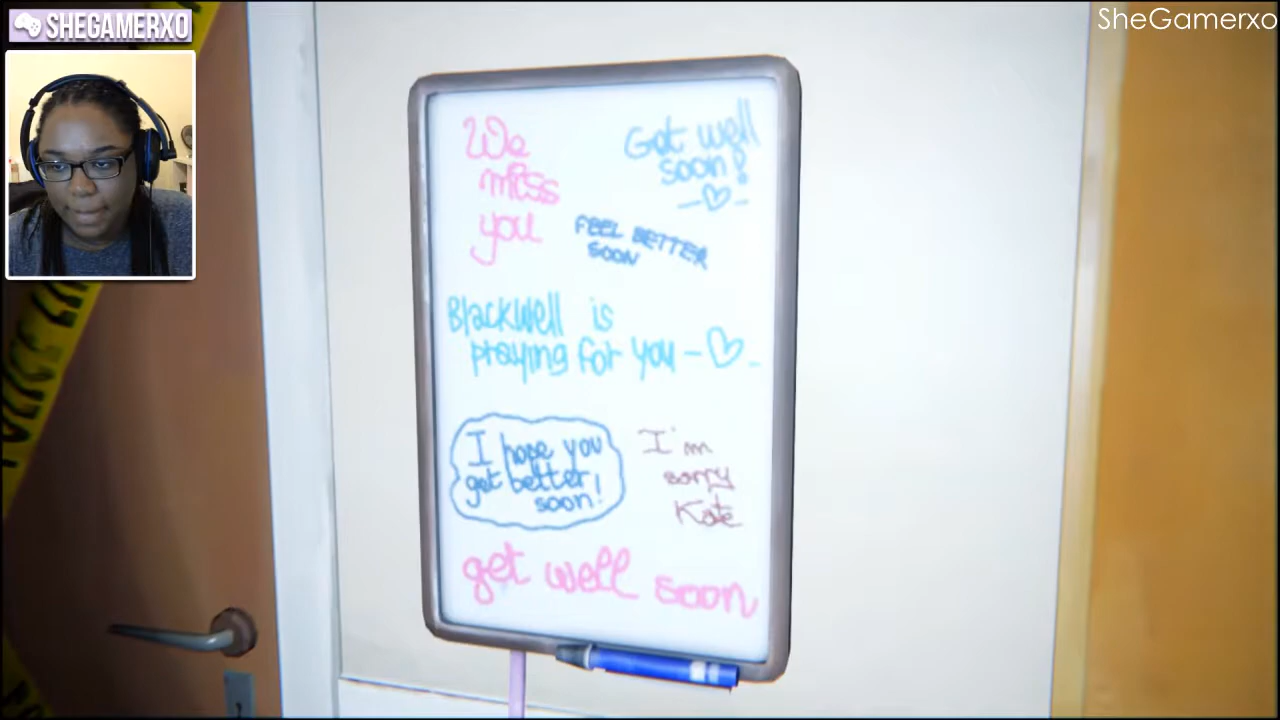 SHEGAMERXO
SheGamerxo
We
miss
you
Get well
soon!
FEEL BETTER
SOON
Blackwell is
praying for you
I hope you
get better
soon!
I'm
sorry
Kate
get well soon
POLICE